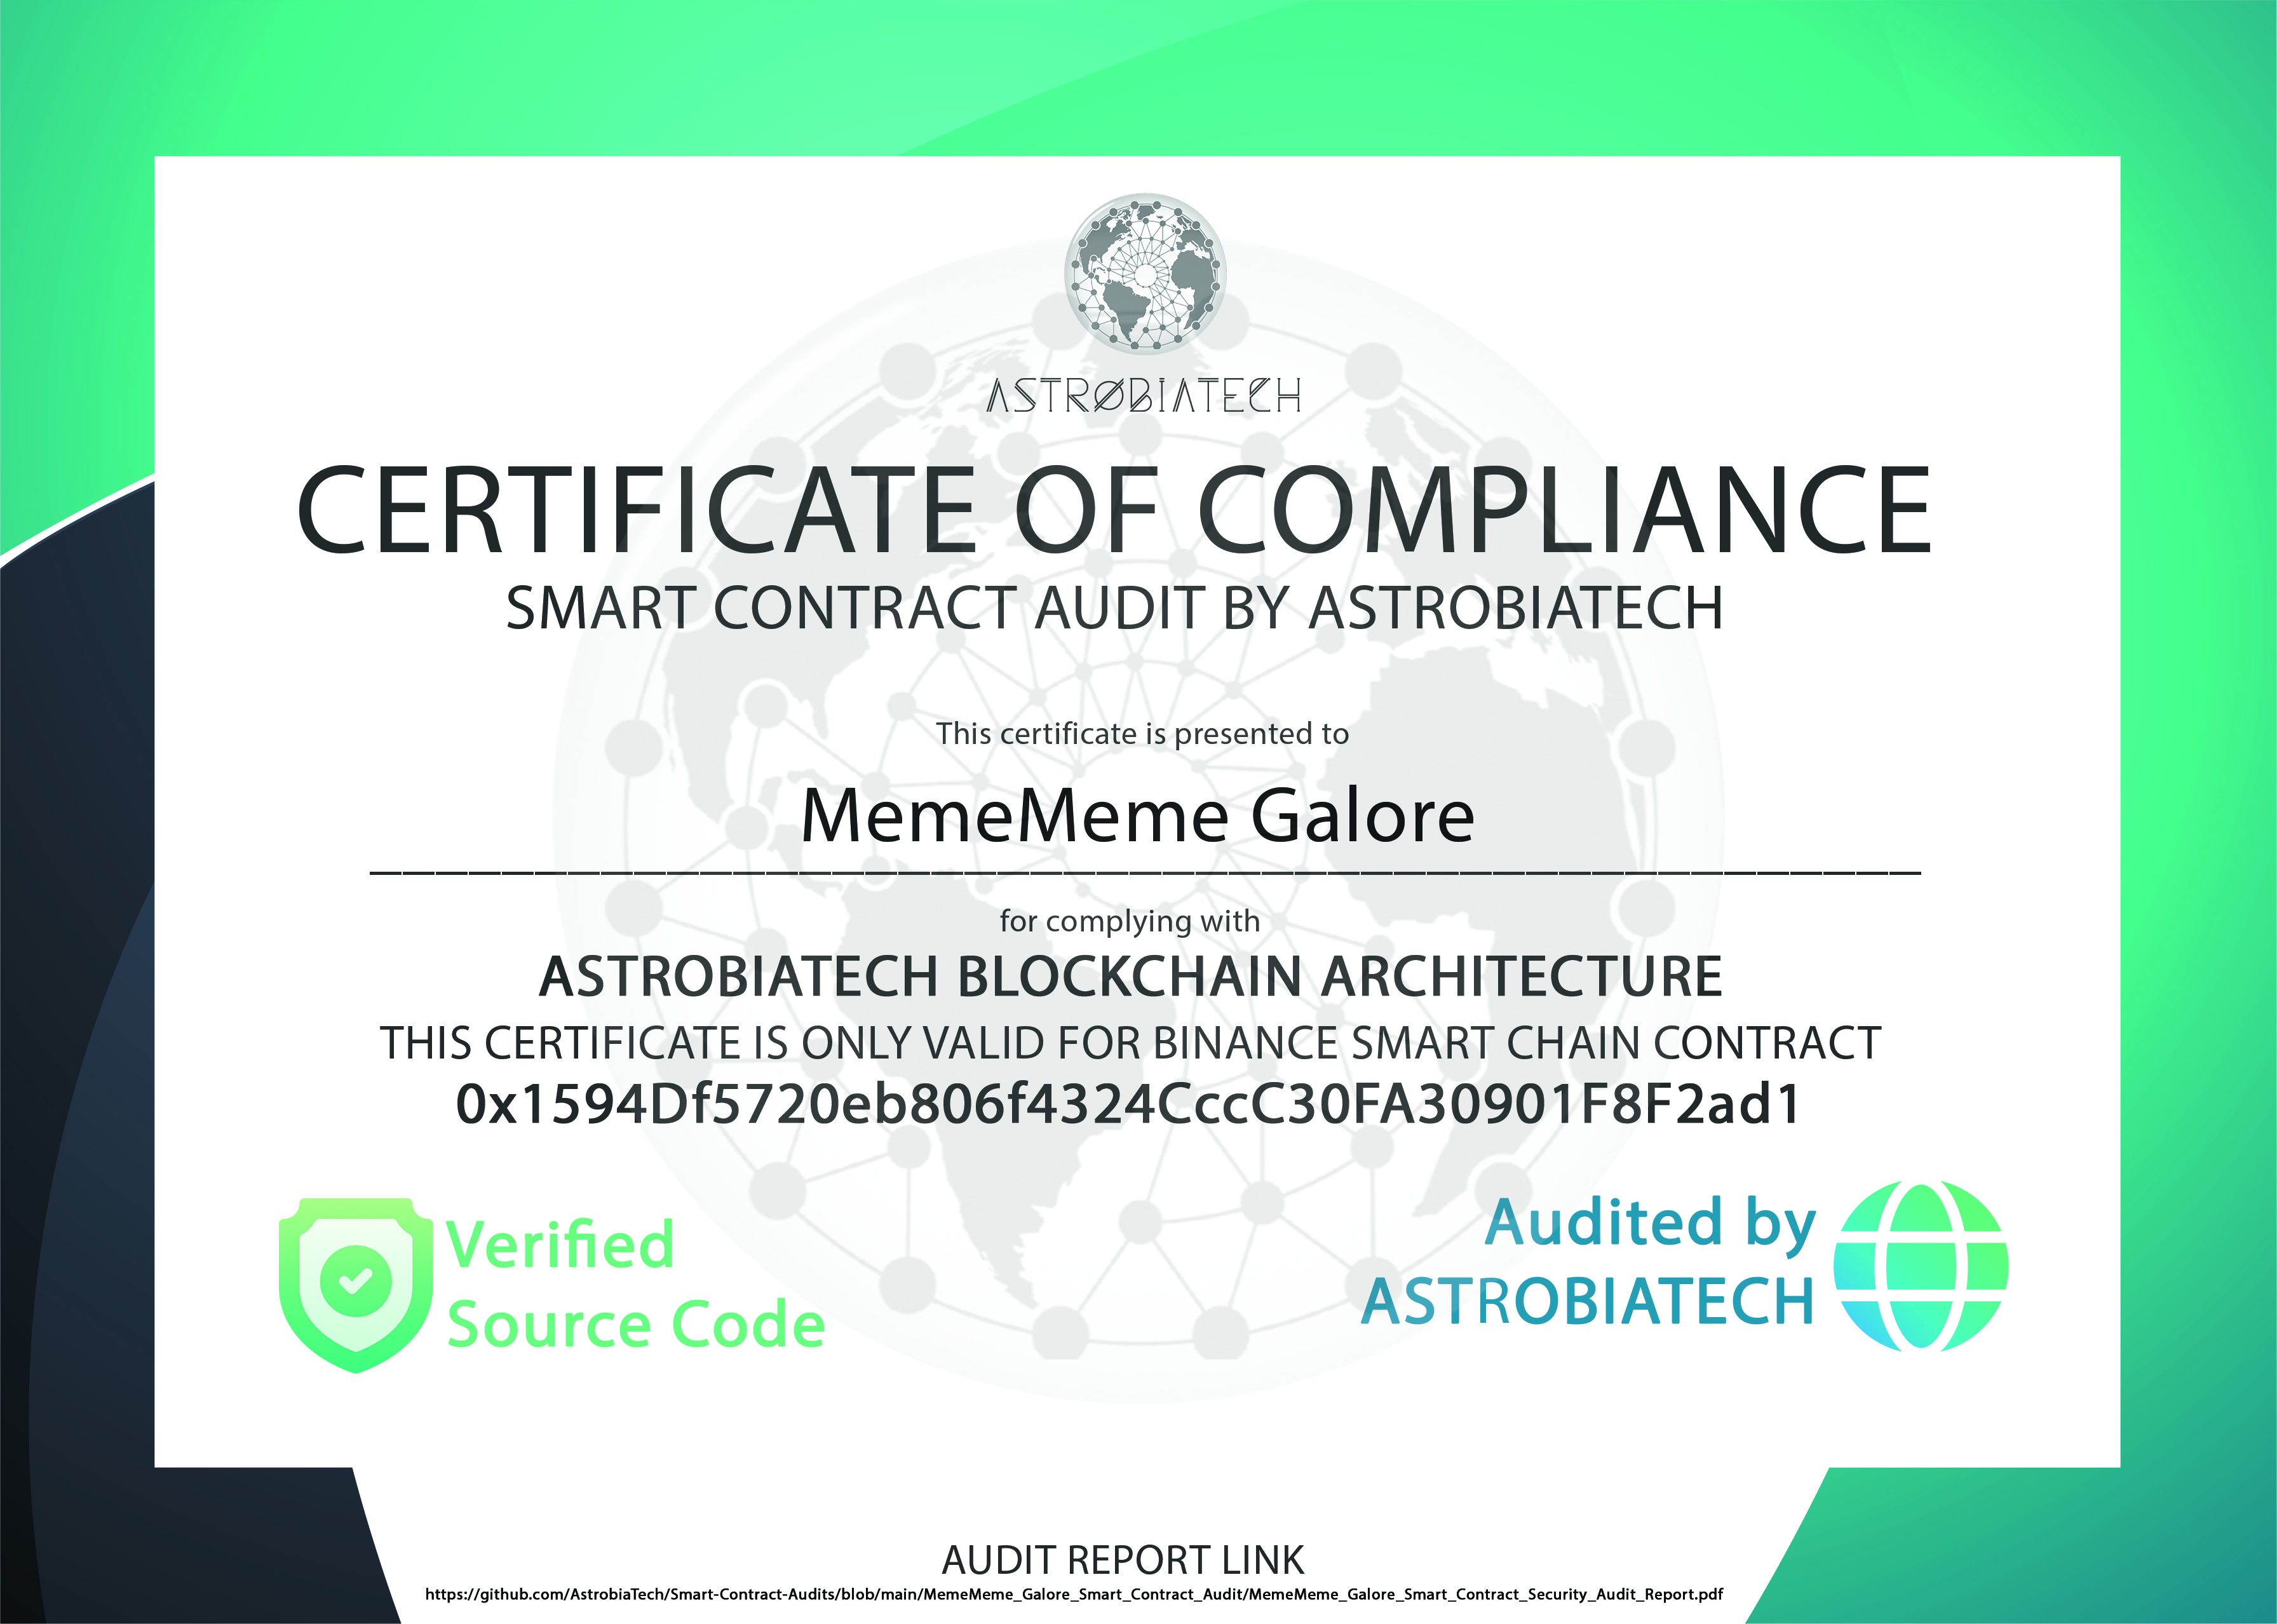 ASTROBIATECH
CERTIFICATE OF COMPLIANCE
SMART CONTRACT AUDIT BY ASTROBIATECH
This certificate is presented to
MemeMeme Galore
for complying with
ASTROBIATECH BLOCKCHAIN ARCHITECTURE
THIS CERTIFICATE IS ONLY VALID FOR BINANCE SMART CHAIN CONTRACT
0x1594Df5720eb806f4324CccC30FA30901F8F2ad1
Verified
Source Code
Audited by
ASTROBIATECH
AUDIT REPORT LINK
https://github.com/AstrobiaTech/Smart-Contract-Audits/blob/main/MemeMeme_Galore_Smart_Contract_Audit/MemeMeme_Galore_Smart_Contract_Security_Audit_Report.pdf